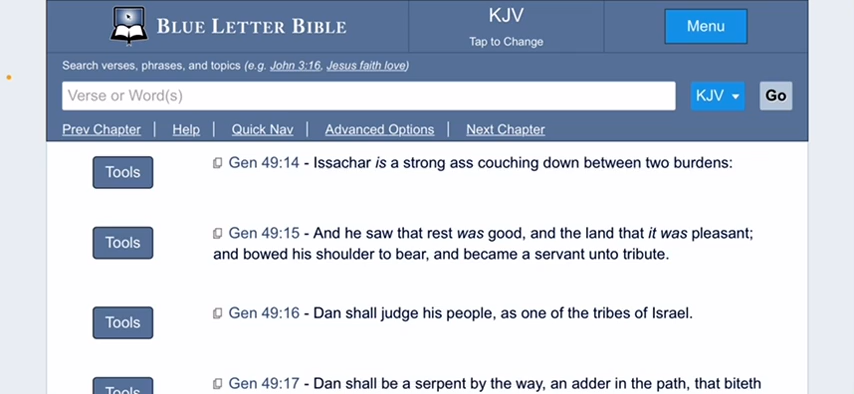 BLUE LETTER BIBLE
KJV
Tap to Change
Menu
Search verses, phrases, and topics (e.g. John 3:16, Jesus faith love)
Verse or Word(s)
KJV
Go
Prev Chapter | Help | Quick Nav | Advanced Options | Next Chapter
Tools
Gen 49:14 - Issachar is a strong ass couching down between two burdens:
Tools
Gen 49:15 - And he saw that rest was good, and the land that it was pleasant;
and bowed his shoulder to bear, and became a servant unto tribute.
Tools
Gen 49:16 - Dan shall judge his people, as one of the tribes of Israel.
Tools
Gen 49:17 - Dan shall be a serpent by the way, an adder in the path, that biteth